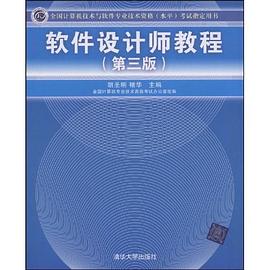 全国计算机技术与软件专业技术资格（水平）考试指定用书
软件设计师教程
（第三版）
胡圣明 褚华 主编
全国计算机专业技术资格考试办公室组编
清华大学出版社